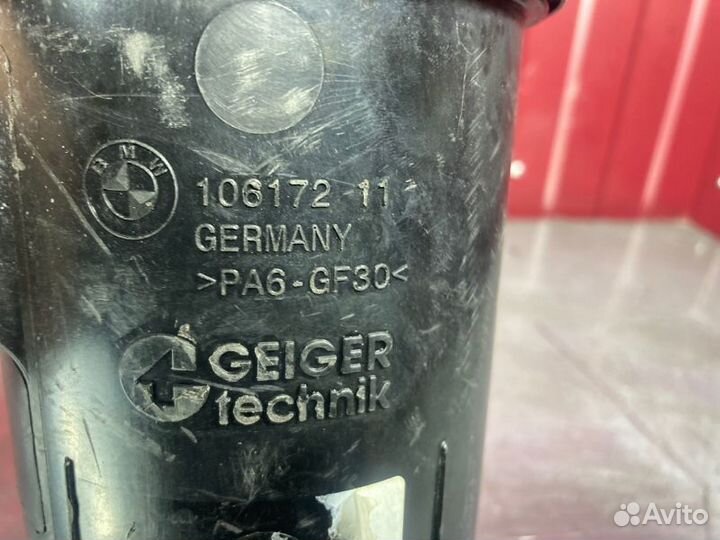 BMW
106172 11
GERMANY
>PA6-GF30<
GEIGER
technik
Avito